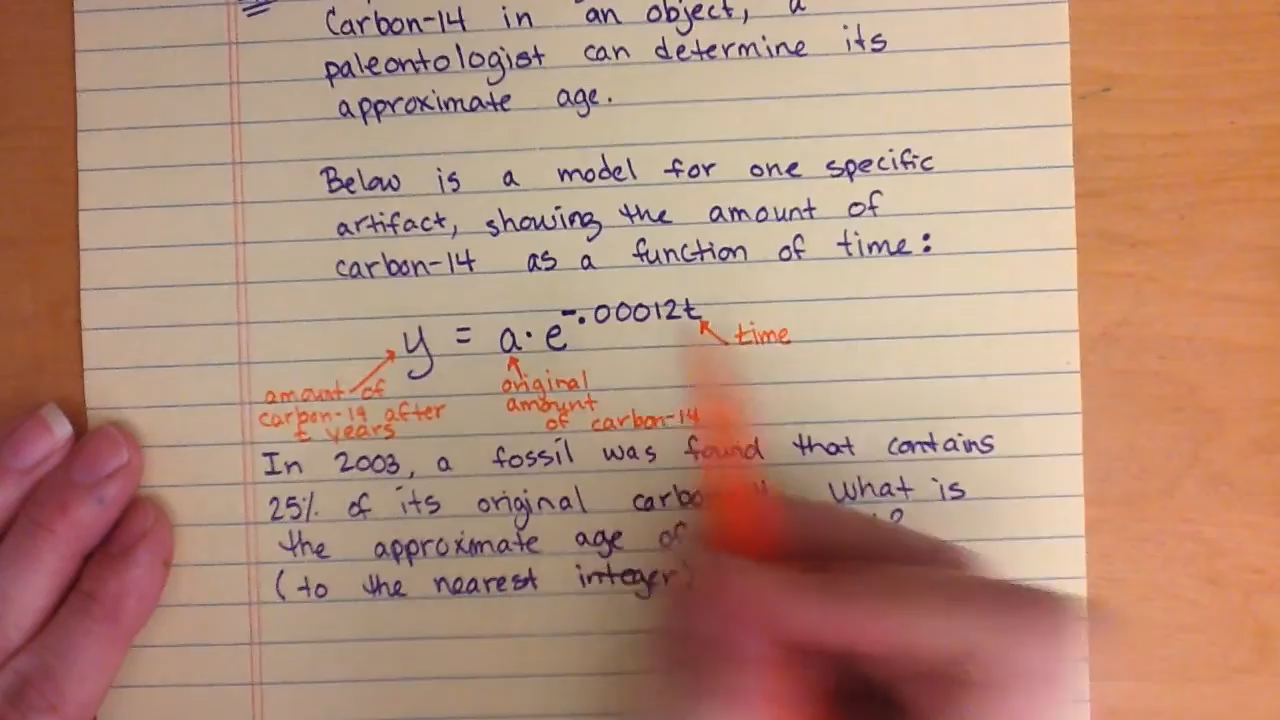 Carbon-14 in an object, a
paleontologist can determine its
approximate age.
Below is a model for one specific
artifact, showing the amount of
carbon-14 as a function of time:
y = a · e^-.00012t
time
amount of
carbon-14 after
t years
original
amount
of carbon-14
In 2003, a fossil was found that contains
25% of its original What is
the approximate age of
(to the nearest integer)